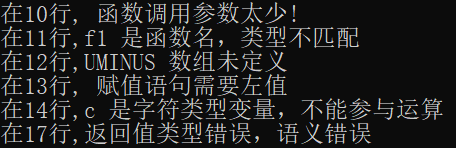 在10行, 函数调用参数太少!
在11行,f1 是函数名，类型不匹配
在12行,UMINUS 数组未定义
在13行, 赋值语句需要左值
在14行,c 是字符类型变量，不能参与运算
在17行,返回值类型错误，语义错误